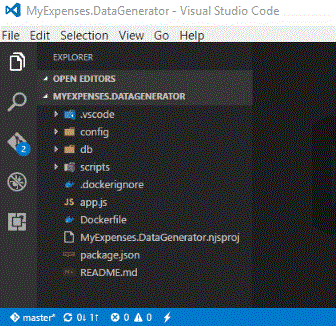 MyExpenses.DataGenerator - Visual Studio Code
File Edit Selection View Go Help
EXPLORER
OPEN EDITORS
MYEXPENSES.DATAGENERATOR
.vscode
config
db
scripts
.dockerignore
JS app.js
Dockerfile
MyExpenses.DataGenerator.njsproj
package.json
README.md
2
master* 0↓ 1↑ 0 0